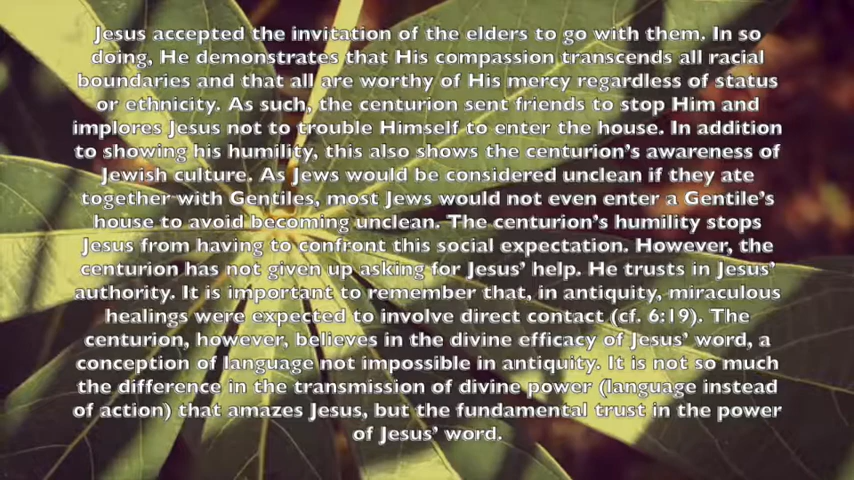 Jesus accepted the invitation of the elders to go with them. In so
doing, He demonstrates that His compassion transcends all racial
boundaries and that all are worthy of His mercy regardless of status
or ethnicity. As such, the centurion sent friends to stop Him and
implores Jesus not to trouble Himself to enter the house. In addition
to showing his humility, this also shows the centurion's awareness of
Jewish culture. As Jews would be considered unclean if they ate
together with Gentiles, most Jews would not even enter a Gentile's
house to avoid becoming unclean. The centurion's humility stops
Jesus from having to confront this social expectation. However, the
centurion has not given up asking for Jesus' help. He trusts in Jesus'
authority. It is important to remember that, in antiquity, miraculous
healings were expected to involve direct contact (cf. 6:19). The
centurion, however, believes in the divine efficacy of Jesus' word, a
conception of language not impossible in antiquity. It is not so much
the difference in the transmission of divine power (language instead
of action) that amazes Jesus, but the fundamental trust in the power
of Jesus' word.